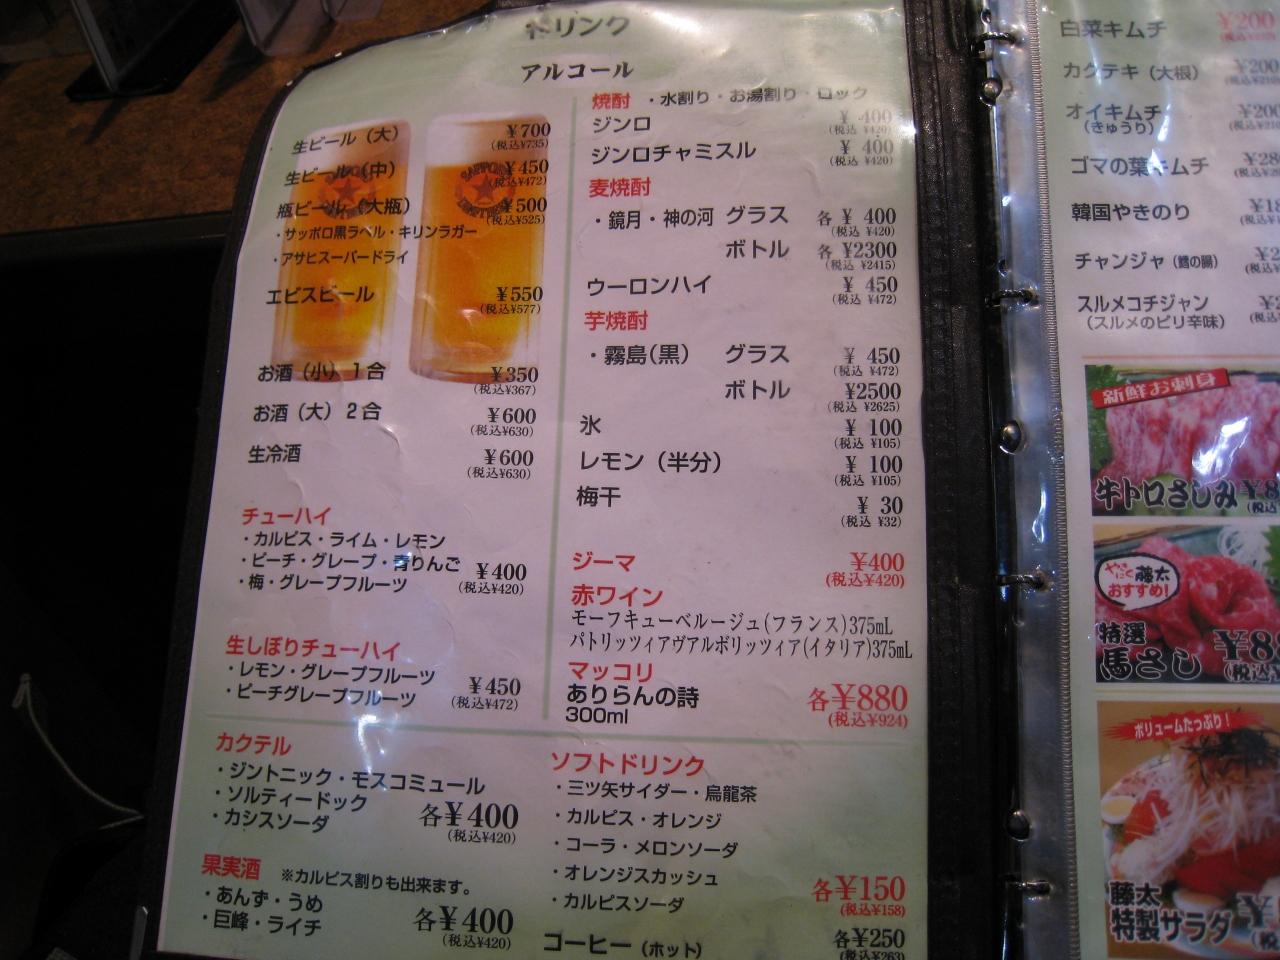 ドリンク
アルコール
生ビール（大） ¥700
（税込¥735）
生ビール（中） ¥450
（税込¥472）
瓶ビール（大瓶） ¥500
（税込¥525）
・サッポロ黒ラベル・キリンラガー
・アサヒスーパードライ
エビスビール ¥550
（税込¥577）
お酒（小）1合 ¥350
（税込¥367）
お酒（大）2合 ¥600
（税込¥630）
生冷酒 ¥600
（税込¥630）
チューハイ
・カルピス・ライム・レモン
・ピーチ・グレープ・青りんご
・梅・グレープフルーツ ¥400
（税込¥420）
生しぼりチューハイ
・レモン・グレープフルーツ
・ピーチグレープフルーツ ¥450
（税込¥472）
焼酎 ・水割り・お湯割り・ロック
ジンロ ¥ 400
（税込 ¥420）
ジンロチャミスル ¥ 400
（税込 ¥420）
麦焼酎
・鏡月・神の河 グラス 各 ¥ 400
（税込 ¥420）
ボトル 各 ¥2300
（税込 ¥2415）
ウーロンハイ ¥ 450
（税込 ¥472）
芋焼酎
・霧島（黒） グラス ¥ 450
（税込 ¥472）
ボトル ¥2500
（税込 ¥2625）
氷 ¥ 100
（税込 ¥105）
レモン（半分） ¥ 100
（税込 ¥105）
梅干 ¥ 30
（税込 ¥32）
ジーマ ¥400
（税込¥420）
赤ワイン
モーフキューベルージュ（フランス）375mL
パトリッツィアヴァルポリッツィア（イタリア）375mL
マッコリ
ありらんの詩
300ml 各¥880
（税込¥924）
カクテル
・ジントニック・モスコミュール
・ソルティードック
・カシスソーダ 各¥400
（税込¥420）
果実酒 ※カルピス割りも出来ます。
・あんず・うめ
・巨峰・ライチ 各¥400
（税込¥420）
ソフトドリンク
・三ツ矢サイダー・烏龍茶
・カルピス・オレンジ
・コーラ・メロンソーダ
・オレンジスカッシュ
・カルピスソーダ 各¥150
（税込¥158）
コーヒー（ホット） 各¥250
（税込¥263）
白菜キムチ ¥200
カクテキ（大根） ¥200
オイキムチ ¥200
（きゅうり）
ゴマの葉キムチ
韓国やきのり
チャンジャ（鱈の腸）
スルメコチジャン
（スルメのピリ辛味）
新鮮お刺身
牛トロさしみ
やきにく藤太
おすすめ！
特選
馬さし
ボリュームたっぷり！
藤太
特製サラダ